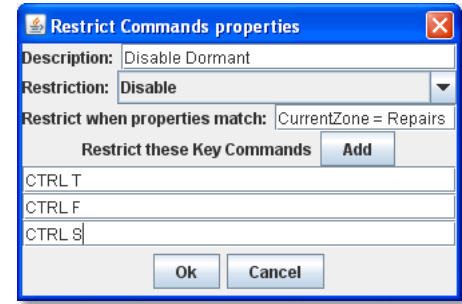 Restrict Commands properties
Description: Disable Dormant
Restriction: Disable
Restrict when properties match: CurrentZone = Repairs
Restrict these Key Commands Add
CTRL T
CTRL F
CTRL S
Ok Cancel